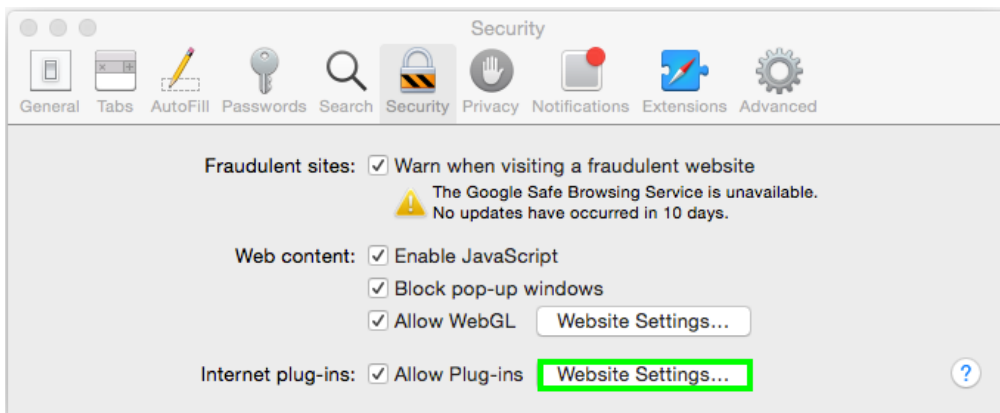 Security
General Tabs AutoFill Passwords Search Security Privacy Notifications Extensions Advanced
Fraudulent sites: Warn when visiting a fraudulent website
The Google Safe Browsing Service is unavailable.
No updates have occurred in 10 days.
Web content: Enable JavaScript
Block pop-up windows
Allow WebGL Website Settings...
Internet plug-ins: Allow Plug-ins Website Settings... ?